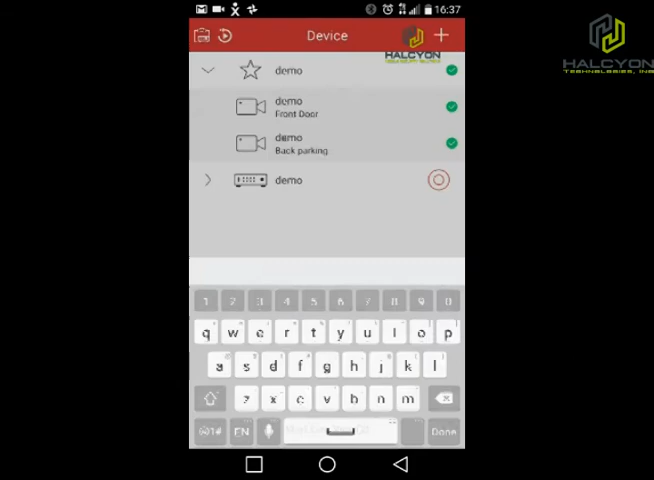 16:37
Device
HALCYON
HALCYON
TECHNOLOGIES, INC
demo
demo
Front Door
demo
Back parking
demo
1 2 3 4 5 6 7 8 9 0
q w e r t y u i o p
a s d f g h j k l
z x c v b n m
EN
Done